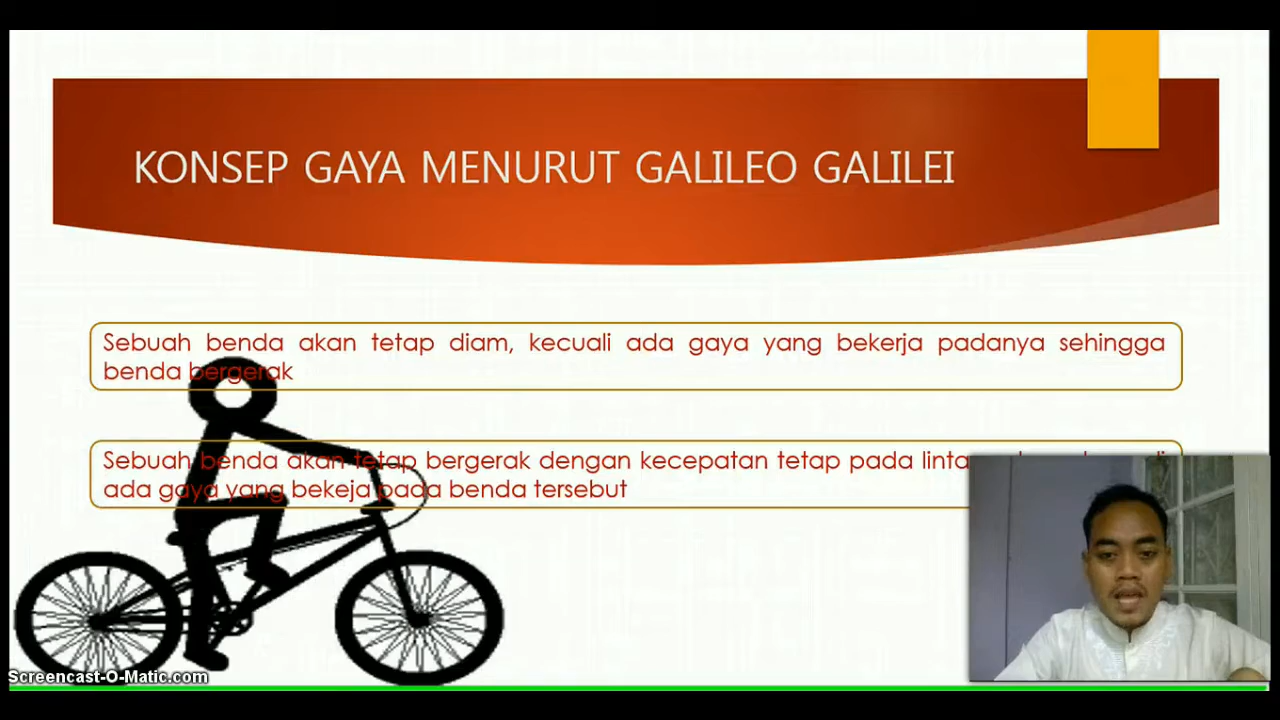 KONSEP GAYA MENURUT GALILEO GALILEI
Sebuah benda akan tetap diam, kecuali ada gaya yang bekerja padanya sehingga
benda bergerak
Sebuah benda akan tetap bergerak dengan kecepatan tetap pada
ada gaya yang bekeja pada benda tersebut
Screencast-O-Matic.com